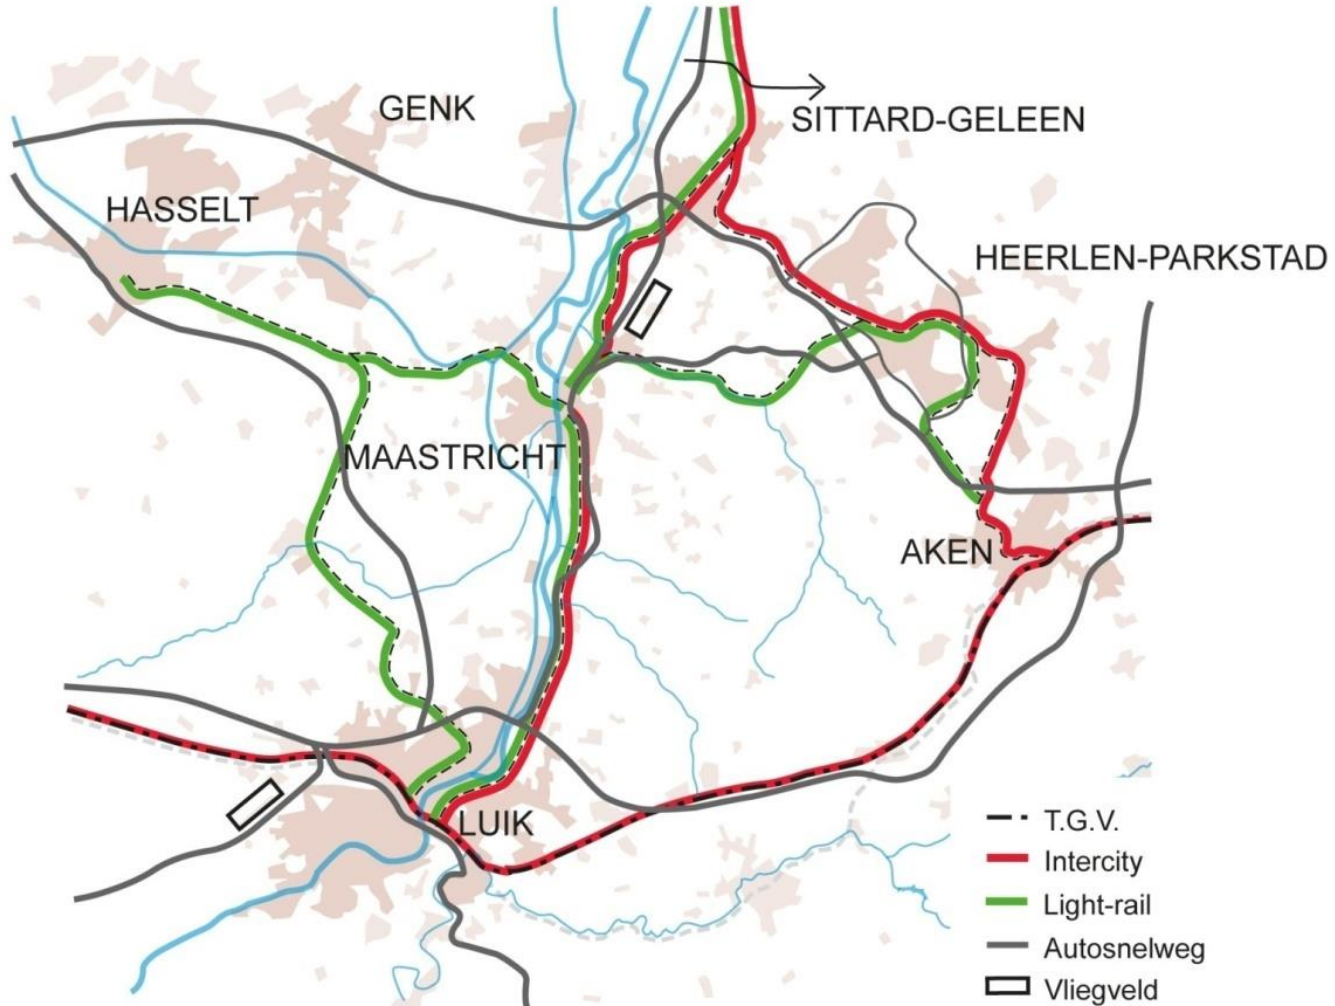 GENK
SITTARD-GELEEN
HASSELT
HEERLEN-PARKSTAD
MAASTRICHT
AKEN
LUIK
T.G.V.
Intercity
Light-rail
Autosnelweg
Vliegveld